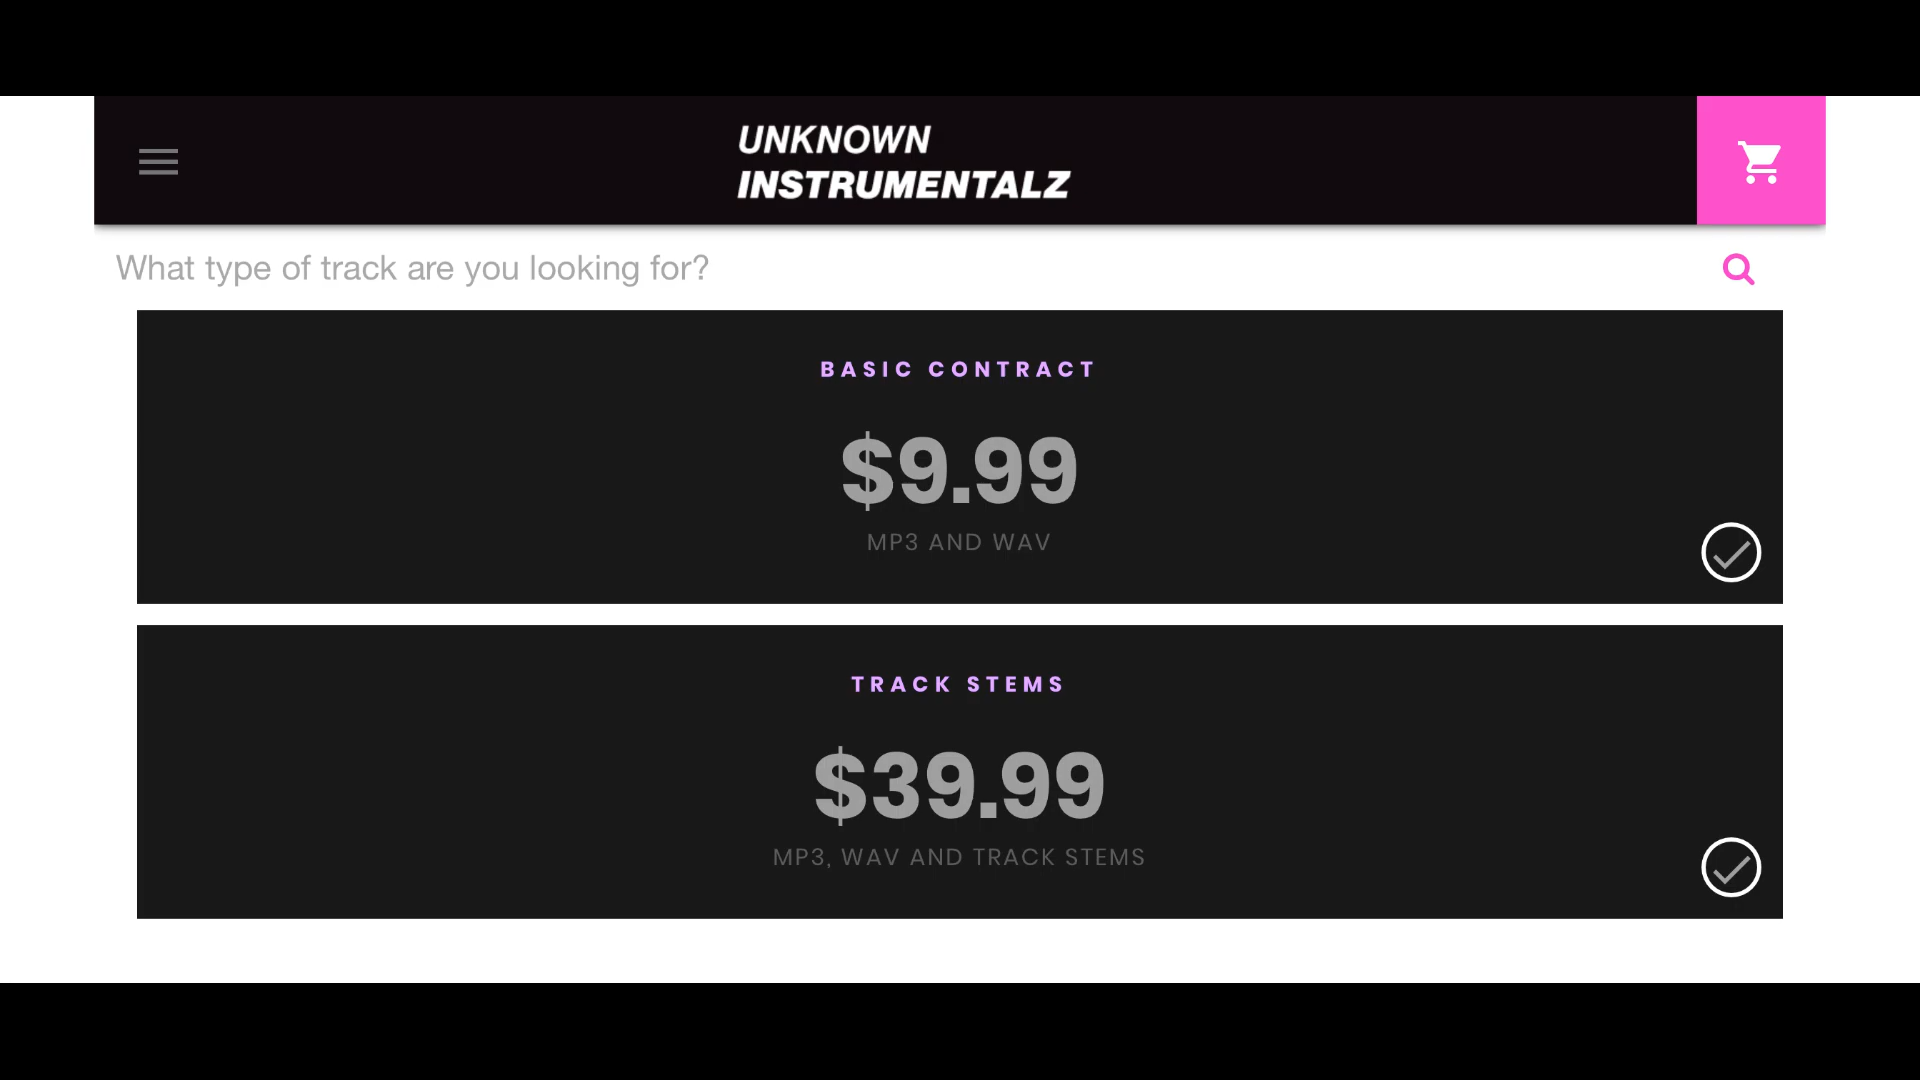 UNKNOWN
INSTRUMENTALZ
What type of track are you looking for?
BASIC CONTRACT
$9.99
MP3 AND WAV
TRACK STEMS
$39.99
MP3, WAV AND TRACK STEMS